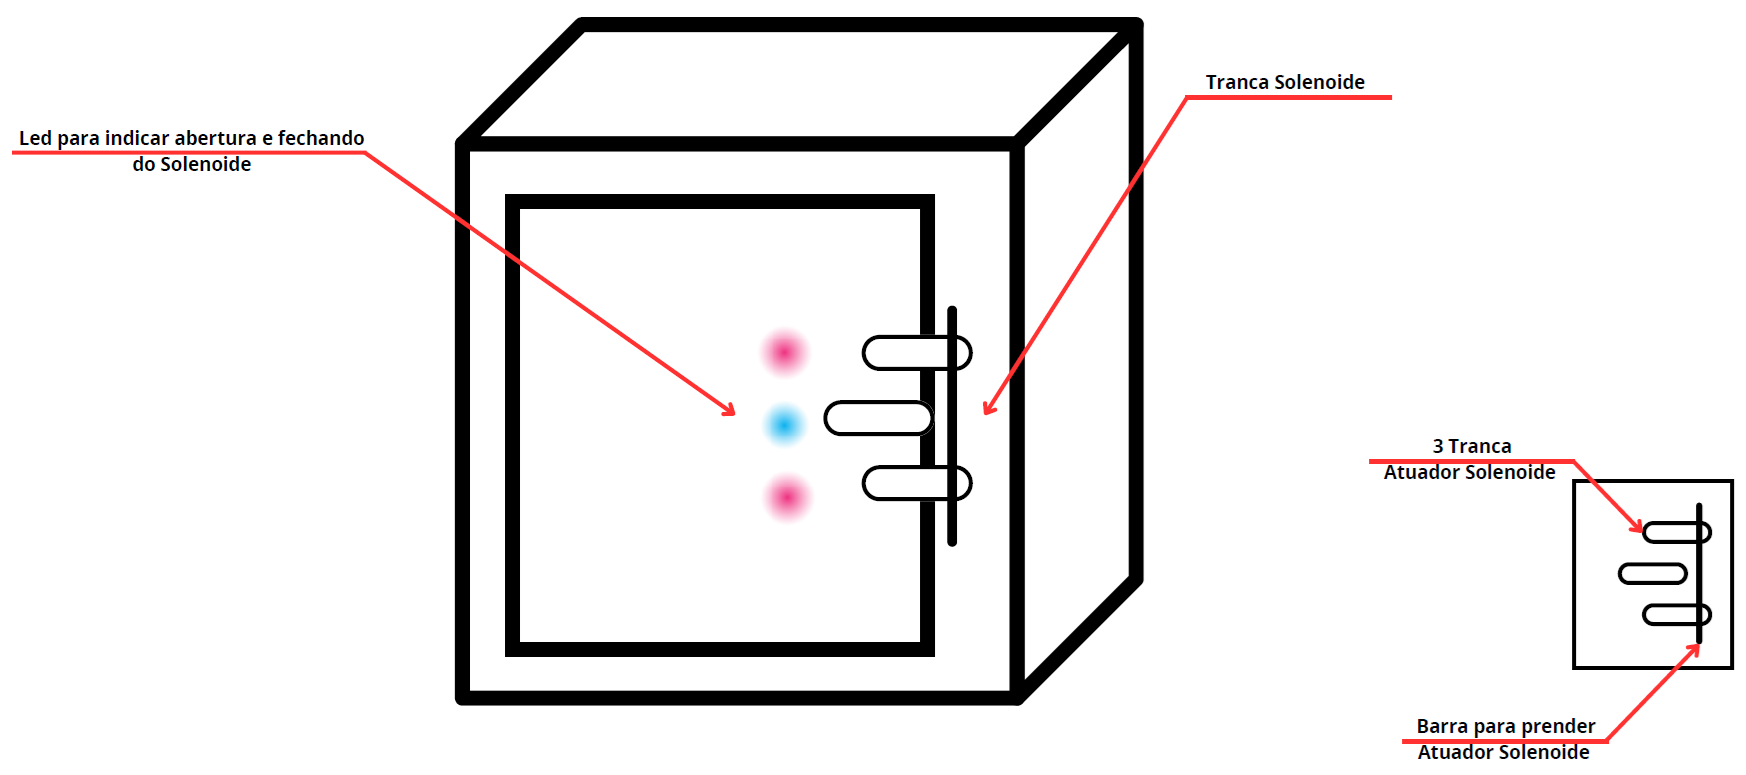 Tranca Solenoide
Led para indicar abertura e fechando
do Solenoide
3 Tranca
Atuador Solenoide
Barra para prender
Atuador Solenoide